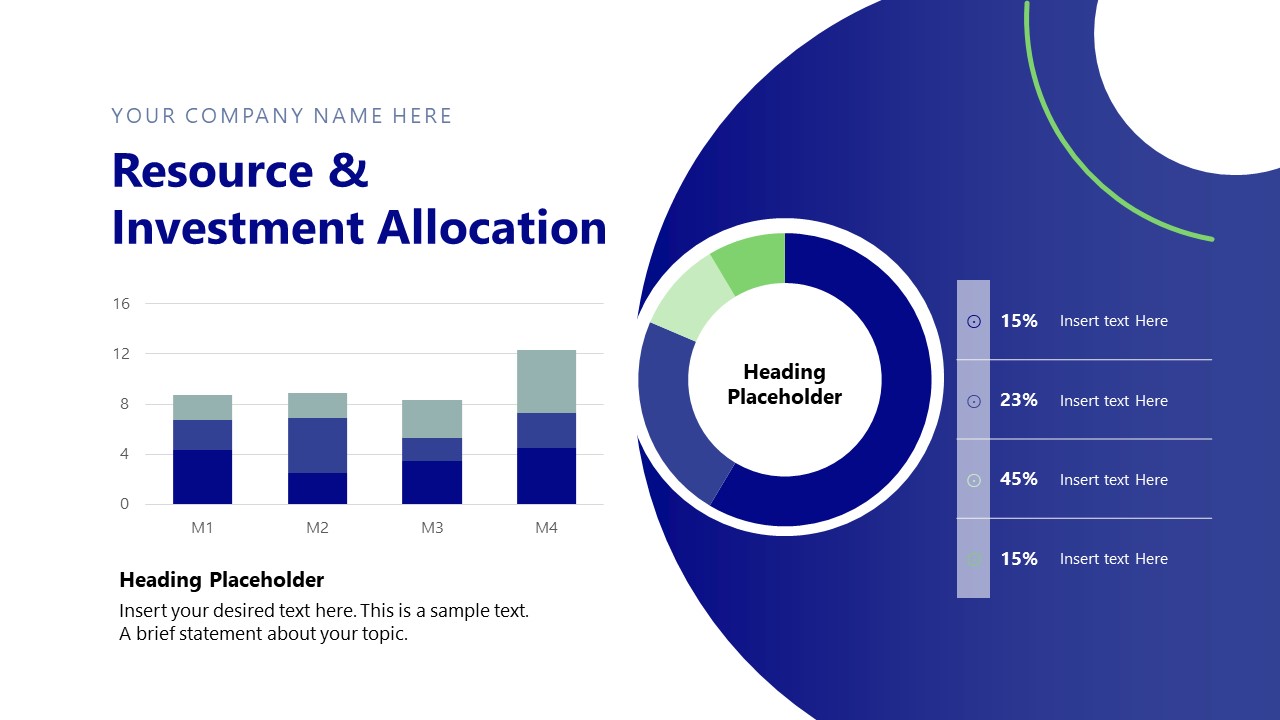 YOUR COMPANY NAME HERE
Resource &
Investment Allocation
16
12
8
4
0
M1 M2 M3 M4
Heading Placeholder
Insert your desired text here. This is a sample text.
A brief statement about your topic.
Heading
Placeholder
15% Insert text Here
23% Insert text Here
45% Insert text Here
15% Insert text Here